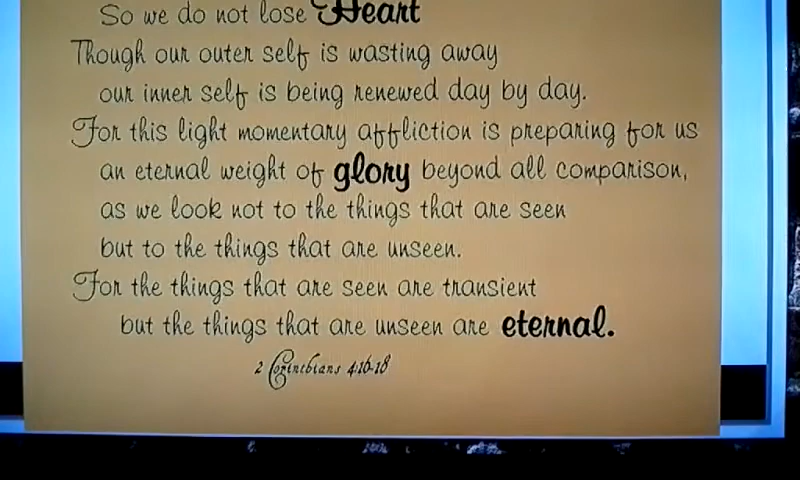 So we do not lose Heart
Though our outer self is wasting away
our inner self is being renewed day by day.
For this light momentary affliction is preparing for us
an eternal weight of glory beyond all comparison,
as we look not to the things that are seen
but to the things that are unseen.
For the things that are seen are transient
but the things that are unseen are eternal.
2 Corinthians 4:16-18